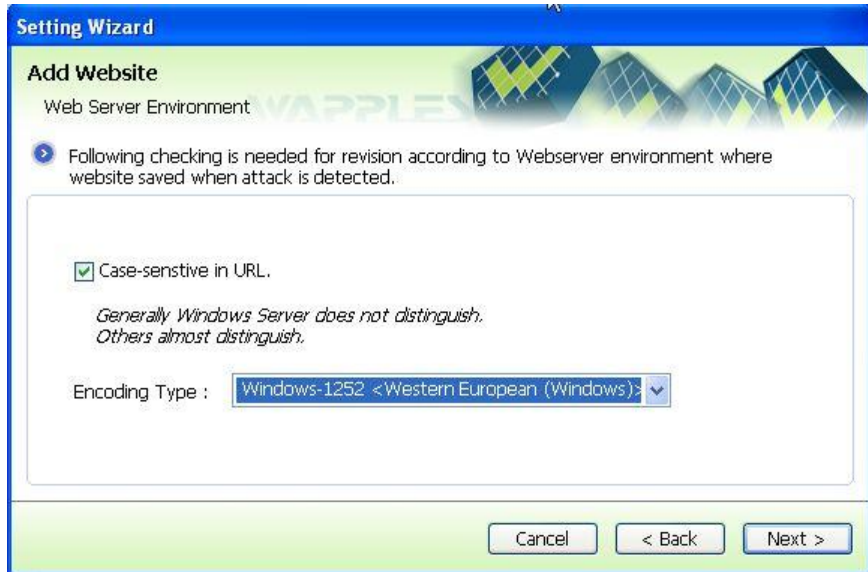 Setting Wizard
Add Website
Web Server Environment
WAPPLES
Following checking is needed for revision according to Webserver environment where
website saved when attack is detected.
Case-senstive in URL.
Generally Windows Server does not distinguish.
Others almost distinguish.
Encoding Type : Windows-1252 <Western European (Windows)>
Cancel < Back Next >